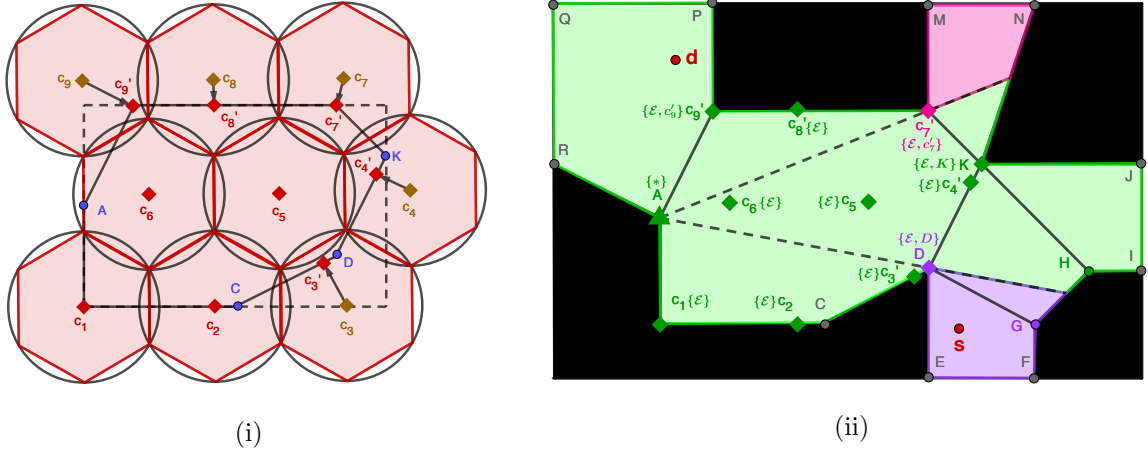 c₉
c₉'
c₈
c₈'
c₇
c₇'
K
c₄'
c₄
A
c₆
c₅
D
c₃'
C
c₁
c₂
c₃
(i)
Q
P
M
N
d
{ℰ, c₉'} c₉'
c₈'{ℰ}
c₇'
{ℰ, c₇'}
R
{ℰ, K} K
J
{*}
A
{ℰ}c₄'
c₆{ℰ}
{ℰ}c₅
{ℰ, D}
D
H
I
{ℰ}c₃'
c₁{ℰ}
{ℰ}c₂
C
G
s
E
F
(ii)